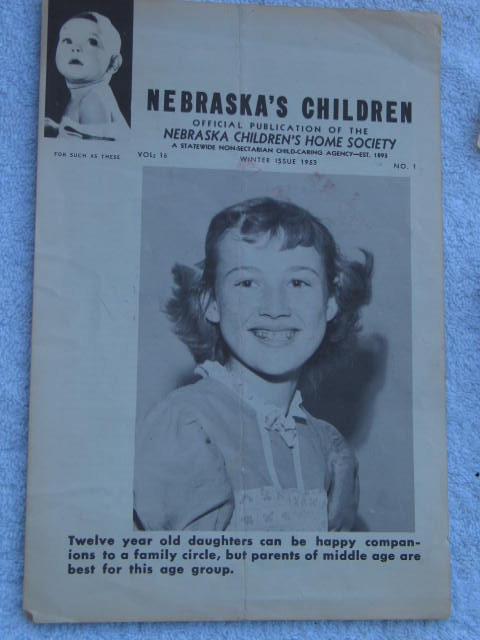 NEBRASKA'S CHILDREN
OFFICIAL PUBLICATION OF THE
NEBRASKA CHILDREN'S HOME SOCIETY
A STATEWIDE NON-SECTARIAN CHILD-CARING AGENCY—EST. 1893
FOR SUCH AS THESE
VOL: 16
WINTER ISSUE 1953
NO. 1
Twelve year old daughters can be happy compan-
ions to a family circle, but parents of middle age are
best for this age group.